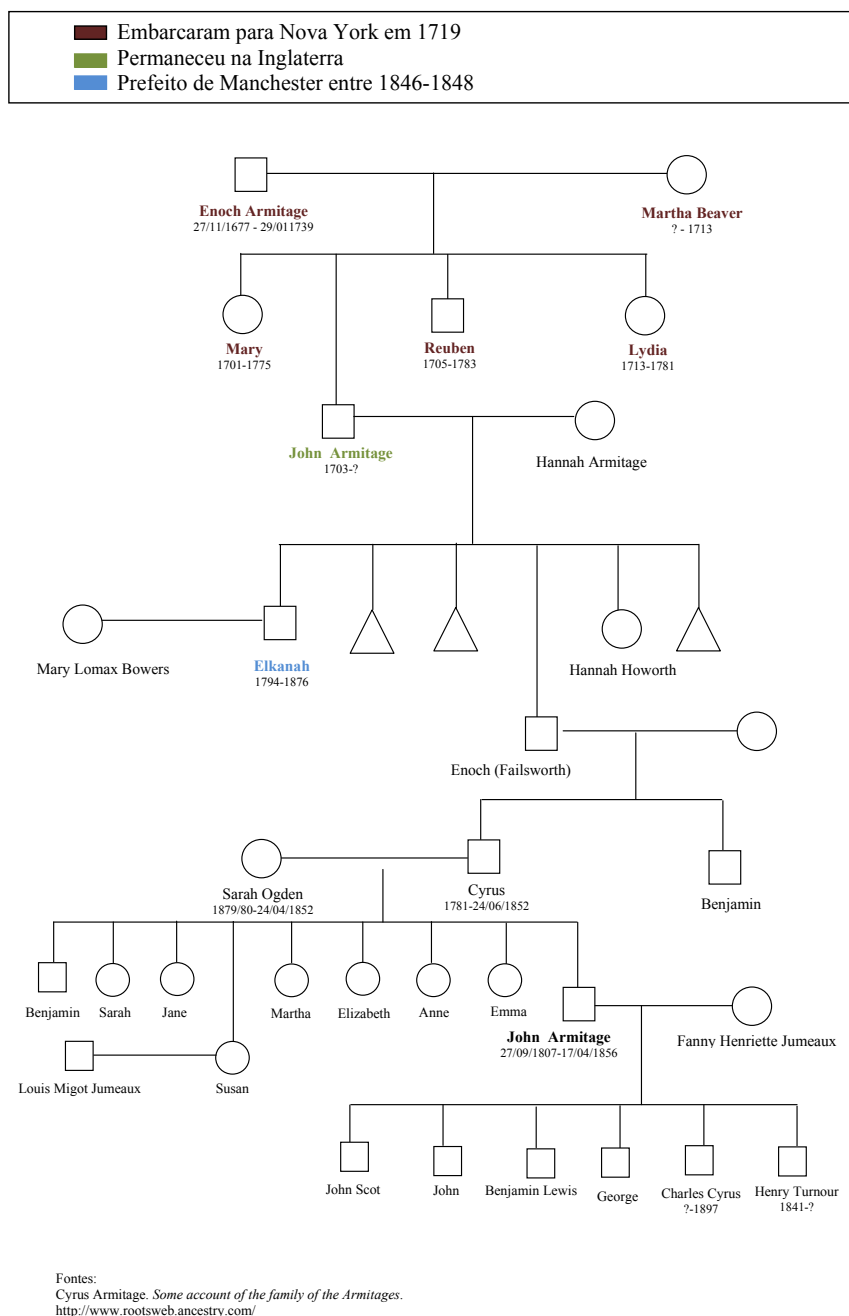 Embarcaram para Nova York em 1719
Permaneceu na Inglaterra
Prefeito de Manchester entre 1846-1848
Enoch Armitage
27/11/1677 - 29/011739
Martha Beaver
? - 1713
Mary
1701-1775
Reuben
1705-1783
Lydia
1713-1781
John Armitage
1703-?
Hannah Armitage
Mary Lomax Bowers
Elkanah
1794-1876
Hannah Howorth
Enoch (Failsworth)
Sarah Ogden
1879/80-24/04/1852
Cyrus
1781-24/06/1852
Benjamin
Benjamin
Sarah
Jane
Martha
Elizabeth
Anne
Emma
John Armitage
27/09/1807-17/04/1856
Fanny Henriette Jumeaux
Louis Migot Jumeaux
Susan
John Scot
John
Benjamin Lewis
George
Charles Cyrus
?-1897
Henry Turnour
1841-?
Fontes:
Cyrus Armitage. Some account of the family of the Armitages.
http://www.rootsweb.ancestry.com/